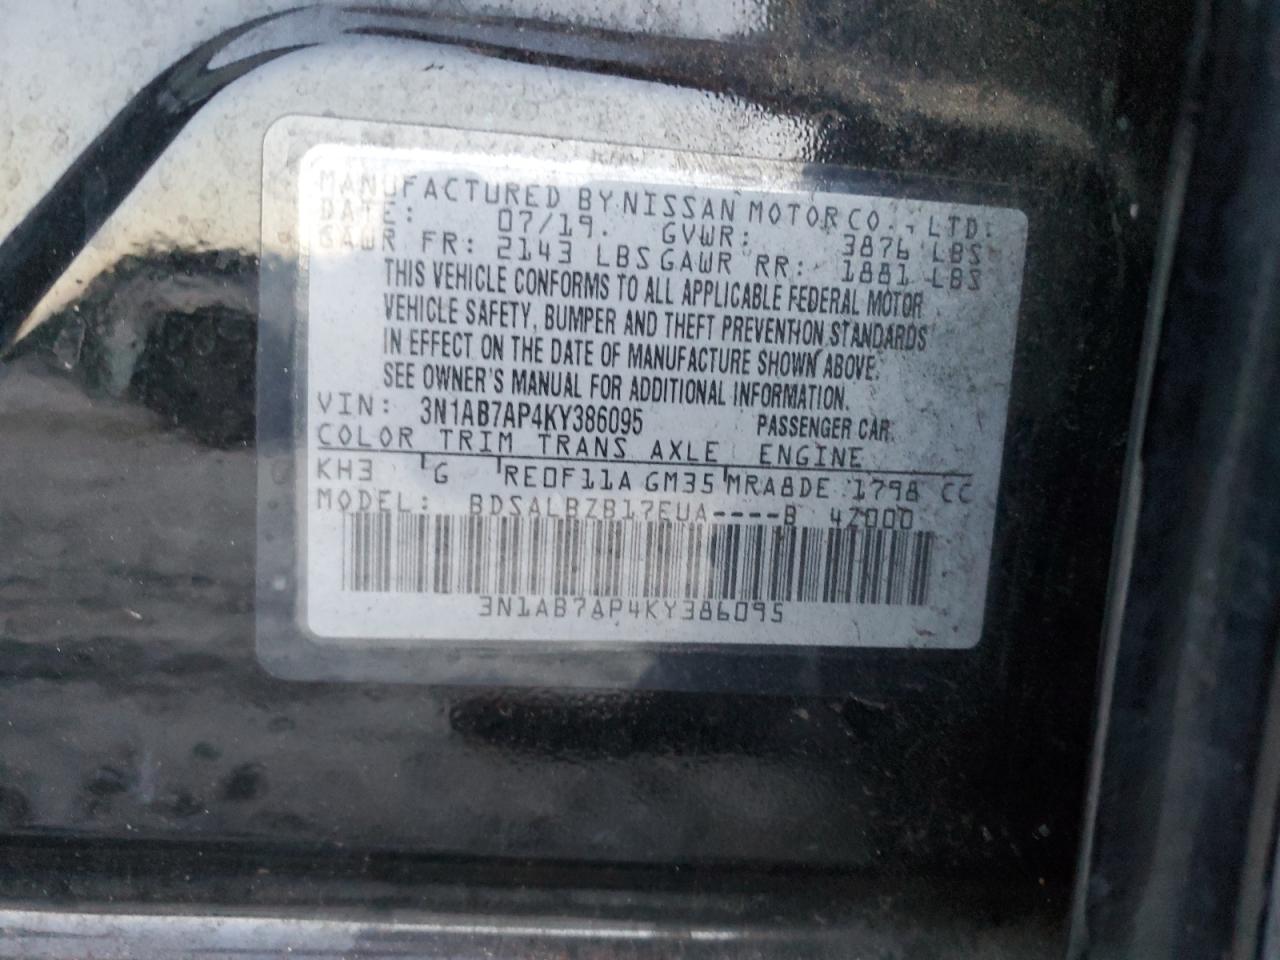 MANUFACTURED BY NISSAN MOTOR CO., LTD.
DATE: 07/19. GVWR: 3876 LBS
GAWR FR: 2143 LBS GAWR RR: 1881 LBS
THIS VEHICLE CONFORMS TO ALL APPLICABLE FEDERAL MOTOR
VEHICLE SAFETY, BUMPER AND THEFT PREVENTION STANDARDS
IN EFFECT ON THE DATE OF MANUFACTURE SHOWN ABOVE.
SEE OWNER'S MANUAL FOR ADDITIONAL INFORMATION.
VIN: 3N1AB7AP4KY386095 PASSENGER CAR
COLOR TRIM TRANS AXLE ENGINE
KH3 G RE0F11A GM35 MRA8DE 1798 CC
MODEL: BDSALBZB17EUA----B 4Z000
3N1AB7AP4KY386095